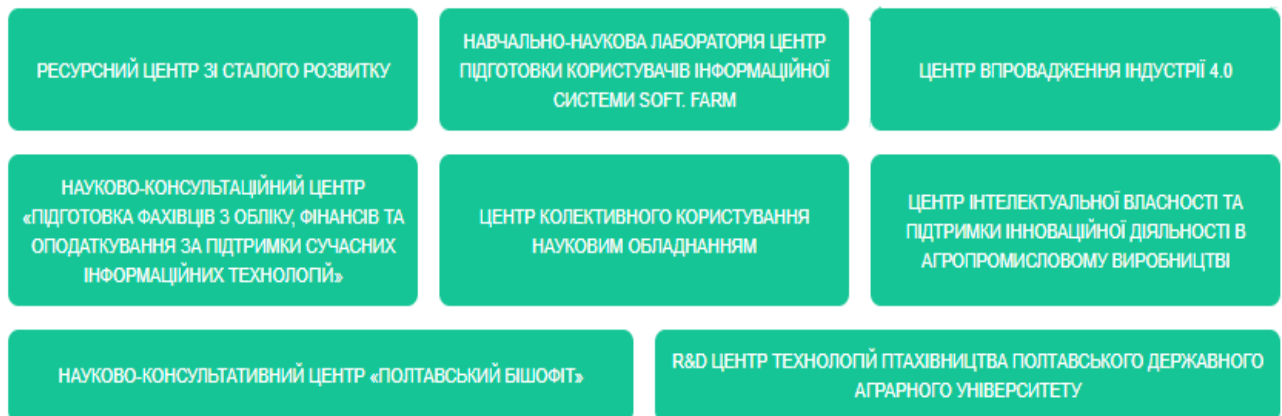 РЕСУРСНИЙ ЦЕНТР ЗІ СТАЛОГО РОЗВИТКУ
НАВЧАЛЬНО-НАУКОВА ЛАБОРАТОРІЯ ЦЕНТР
ПІДГОТОВКИ КОРИСТУВАЧІВ ІНФОРМАЦІЙНОЇ
СИСТЕМИ SOFT. FARM
ЦЕНТР ВПРОВАДЖЕННЯ ІНДУСТРІЇ 4.0
НАУКОВО-КОНСУЛЬТАЦІЙНИЙ ЦЕНТР
«ПІДГОТОВКА ФАХІВЦІВ З ОБЛІКУ, ФІНАНСІВ ТА
ОПОДАТКУВАННЯ ЗА ПІДТРИМКИ СУЧАСНИХ
ІНФОРМАЦІЙНИХ ТЕХНОЛОГІЙ»
ЦЕНТР КОЛЕКТИВНОГО КОРИСТУВАННЯ
НАУКОВИМ ОБЛАДНАННЯМ
ЦЕНТР ІНТЕЛЕКТУАЛЬНОЇ ВЛАСНОСТІ ТА
ПІДТРИМКИ ІННОВАЦІЙНОЇ ДІЯЛЬНОСТІ В
АГРОПРОМИСЛОВОМУ ВИРОБНИЦТВІ
НАУКОВО-КОНСУЛЬТАТИВНИЙ ЦЕНТР «ПОЛТАВСЬКИЙ БІШОФІТ»
R&D ЦЕНТР ТЕХНОЛОГІЙ ПТАХІВНИЦТВА ПОЛТАВСЬКОГО ДЕРЖАВНОГО
АГРАРНОГО УНІВЕРСИТЕТУ